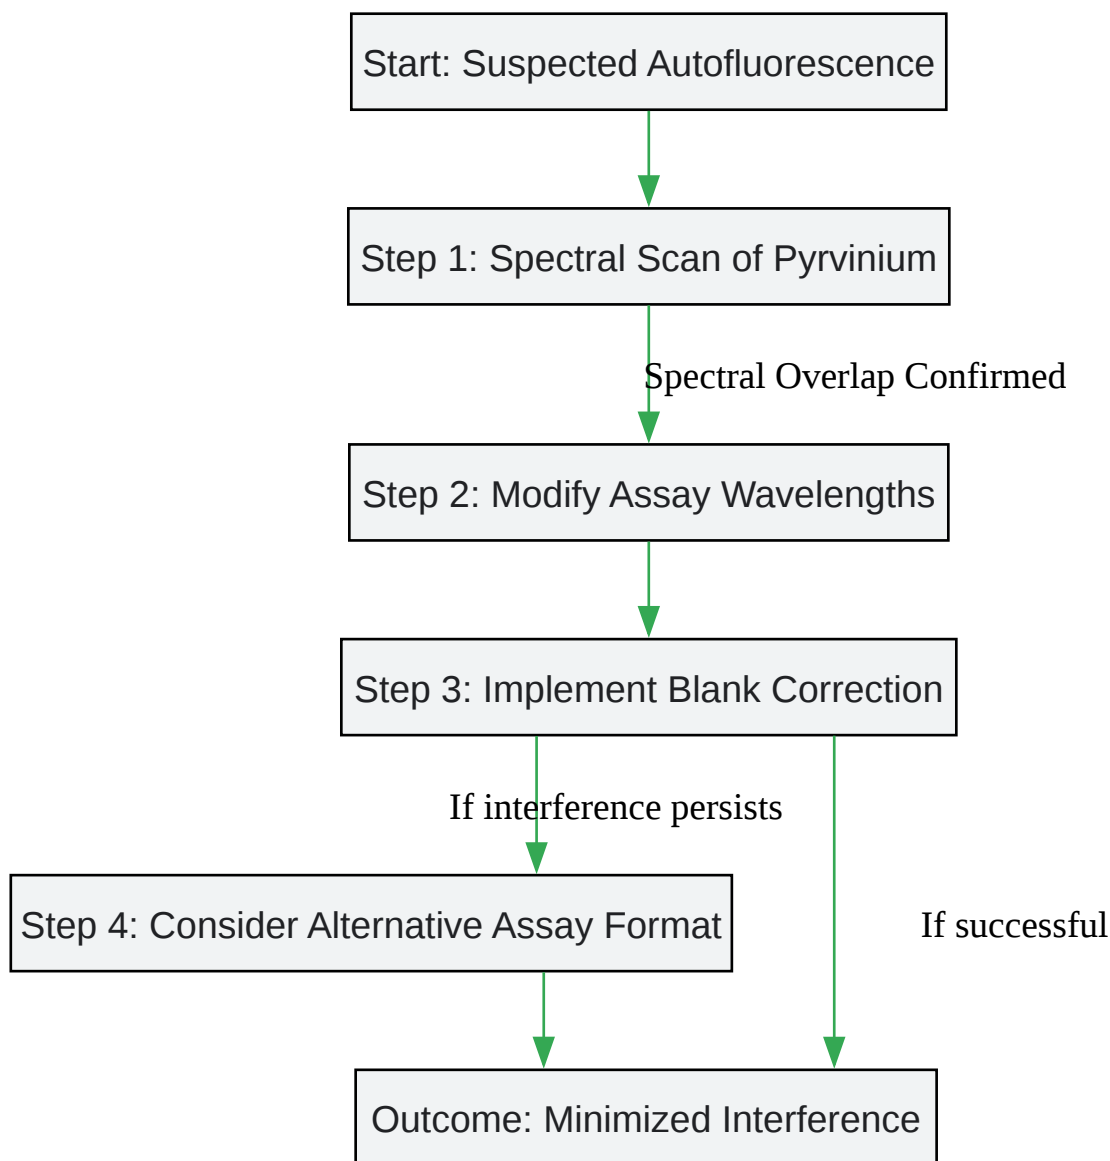 Start: Suspected Autofluorescence
Step 1: Spectral Scan of Pyrvinium
Spectral Overlap Confirmed
Step 2: Modify Assay Wavelengths
Step 3: Implement Blank Correction
If interference persists
Step 4: Consider Alternative Assay Format
If successful
Outcome: Minimized Interference